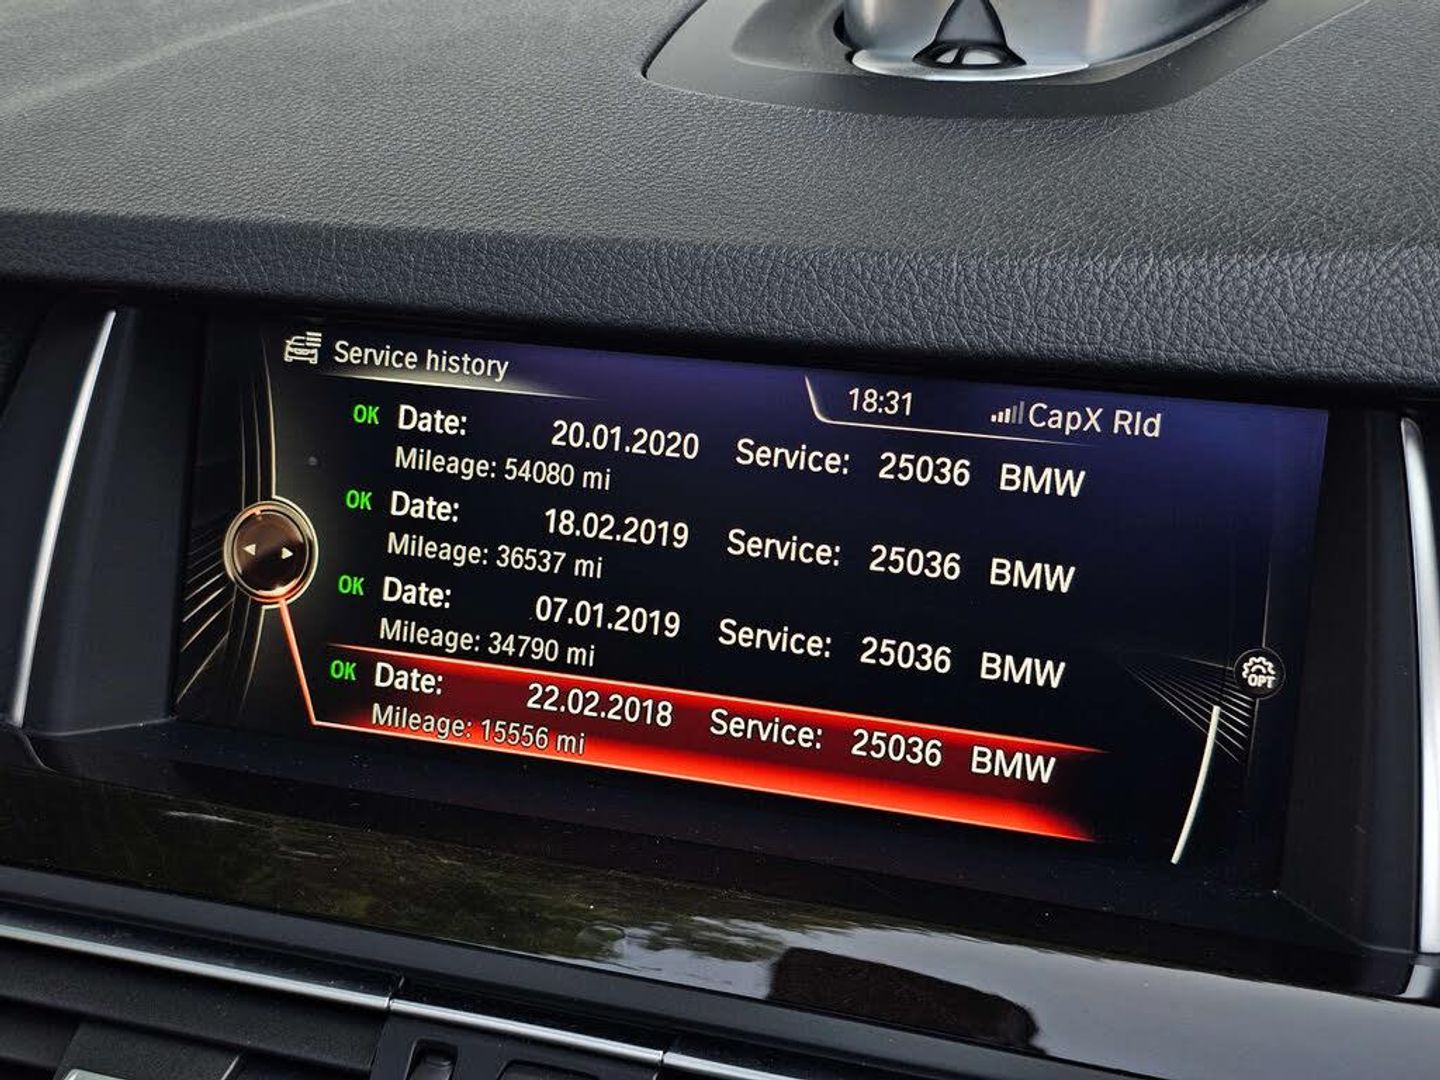 Service history
18:31 CapX Rld
OK Date: 20.01.2020 Service: 25036 BMW
Mileage: 54080 mi
OK Date: 18.02.2019 Service: 25036 BMW
Mileage: 36537 mi
OK Date: 07.01.2019 Service: 25036 BMW
Mileage: 34790 mi
OK Date: 22.02.2018 Service: 25036 BMW
Mileage: 15556 mi
OPT